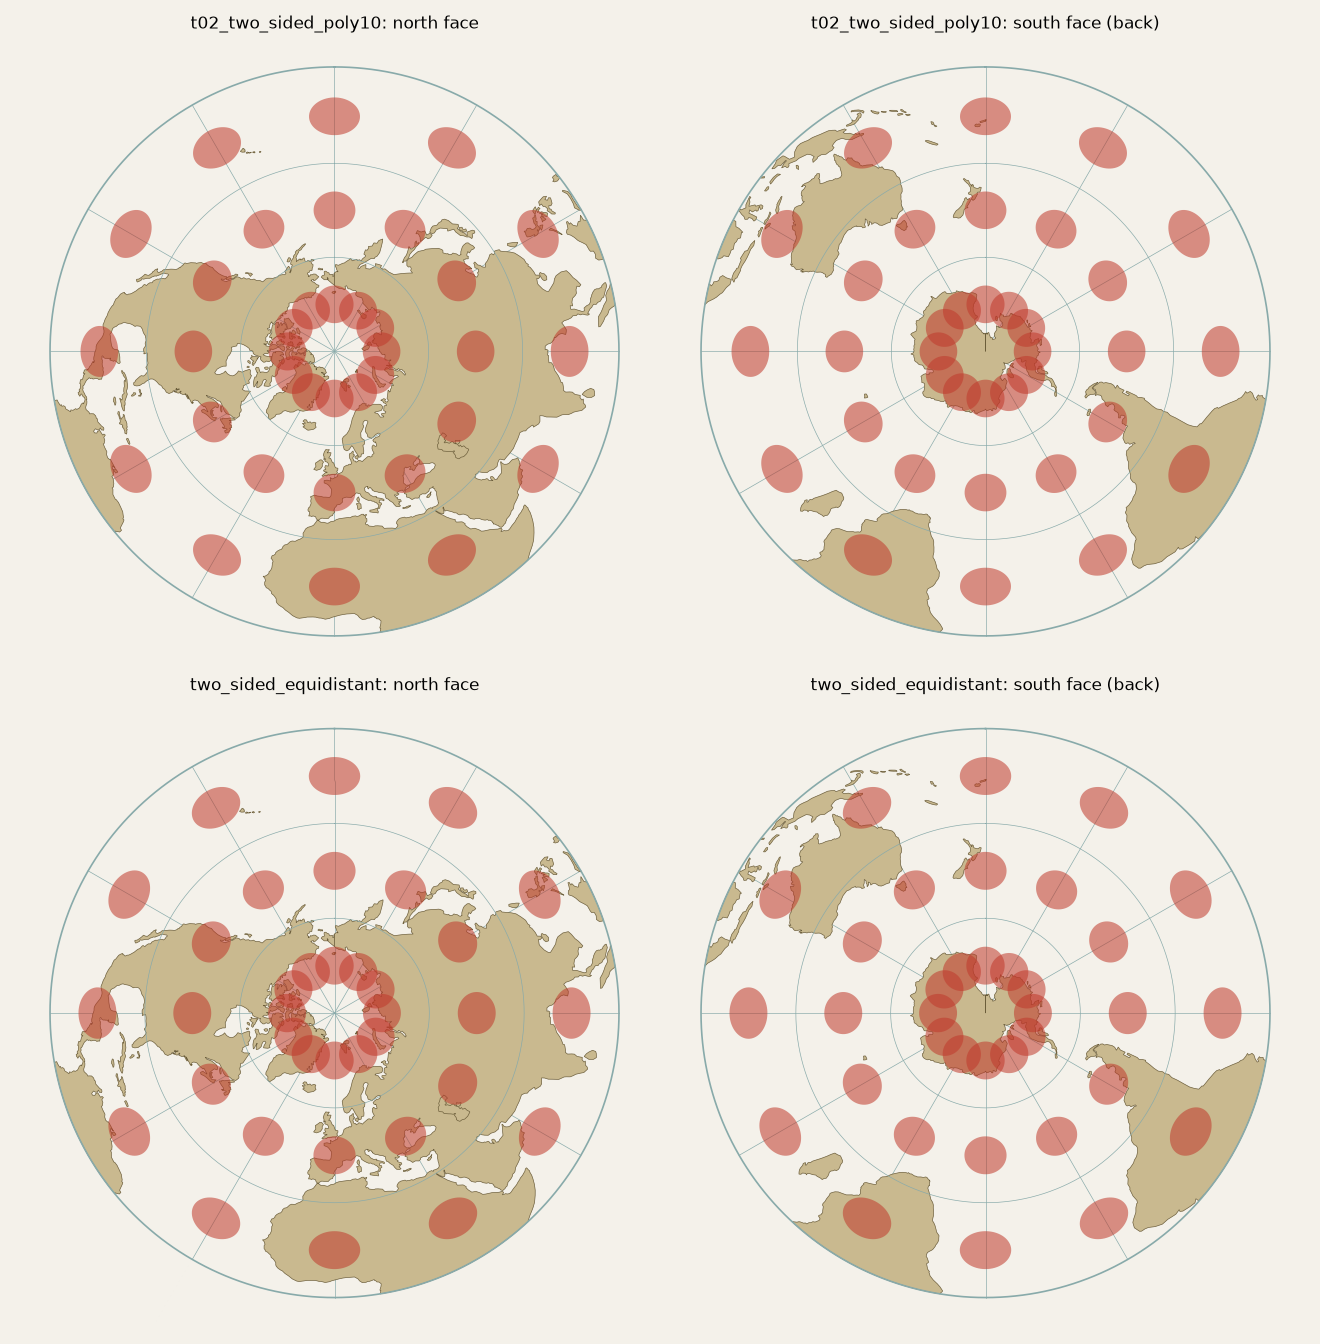 t02_two_sided_poly10: north face
t02_two_sided_poly10: south face (back)
two_sided_equidistant: north face
two_sided_equidistant: south face (back)